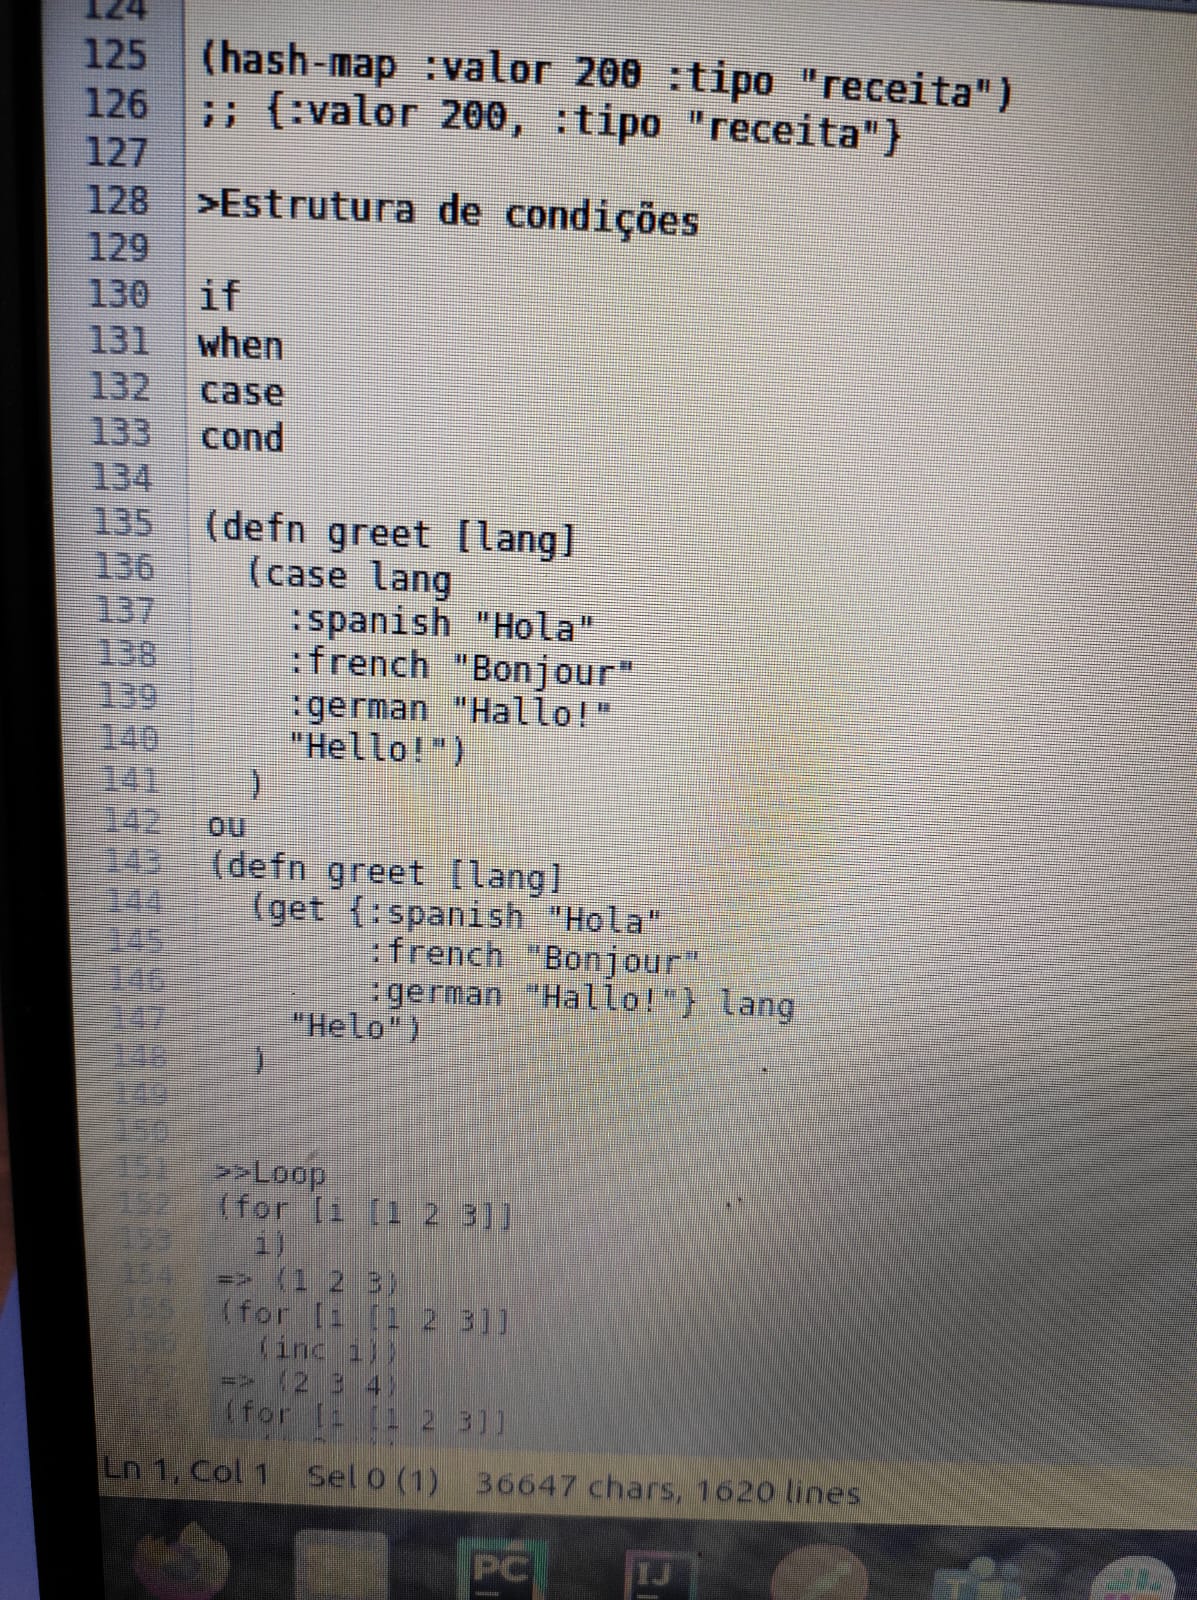 124
125 (hash-map :valor 200 :tipo "receita")
126 ;; {:valor 200, :tipo "receita"}
127
128 >Estrutura de condições
129
130 if
131 when
132 case
133 cond
134
135 (defn greet [lang]
136 (case lang
137 :spanish "Hola"
138 :french "Bonjour"
139 :german "Hallo!"
140 "Hello!")
141 )
142 ou
143 (defn greet [lang]
144 (get {:spanish "Hola"
145 :french "Bonjour"
146 :german "Hallo!"} lang
147 "Helo")
148 )
149
150
151 >>Loop
152 (for [i [1 2 3]]
153 i)
154 => (1 2 3)
155 (for [i [1 2 3]]
156 (inc i))
=> (2 3 4)
(for [i [1 2 3]]
Ln 1, Col 1 Sel 0 (1) 36647 chars, 1620 lines
PC IJ